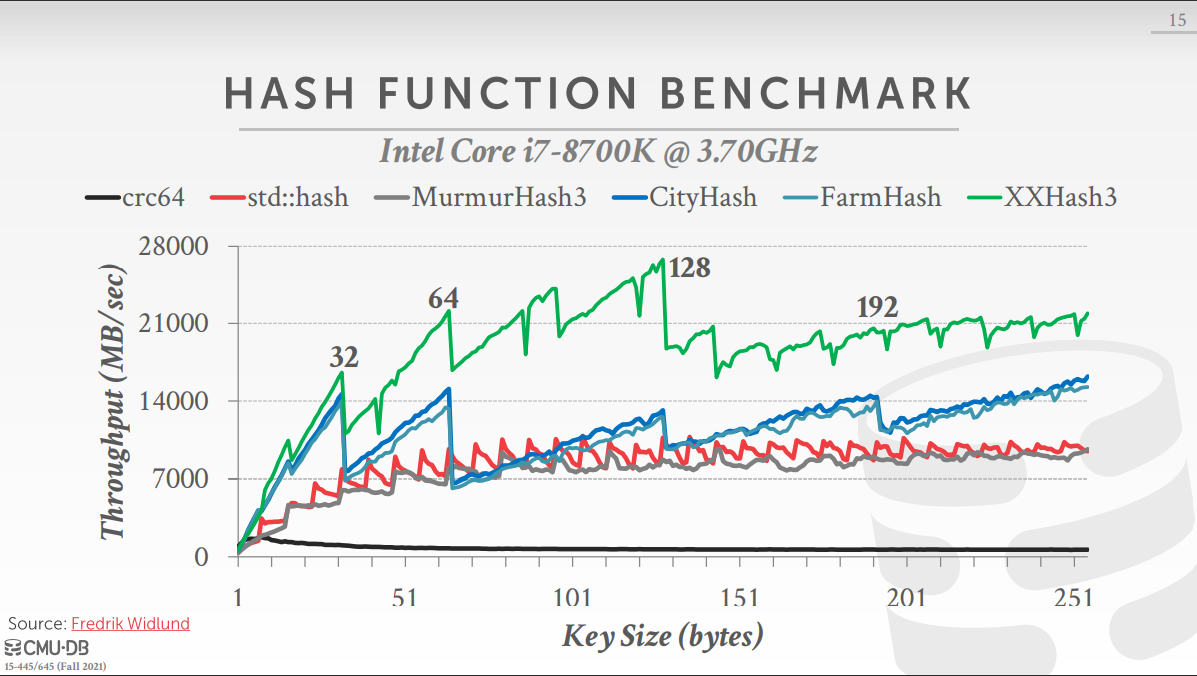 15
HASH FUNCTION BENCHMARK
Intel Core i7-8700K @ 3.70GHz
crc64 std::hash MurmurHash3 CityHash FarmHash XXHash3
Throughput (MB/sec)
28000
21000
14000
7000
0
32
64
128
192
1 51 101 151 201 251
Key Size (bytes)
Source: Fredrik Widlund
CMU·DB
15-445/645 (Fall 2021)